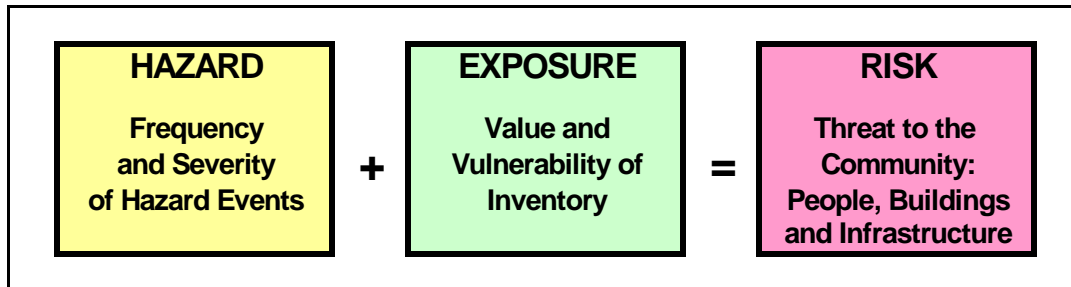 HAZARD
Frequency
and Severity
of Hazard Events
+
EXPOSURE
Value and
Vulnerability of
Inventory
=
RISK
Threat to the
Community:
People, Buildings
and Infrastructure